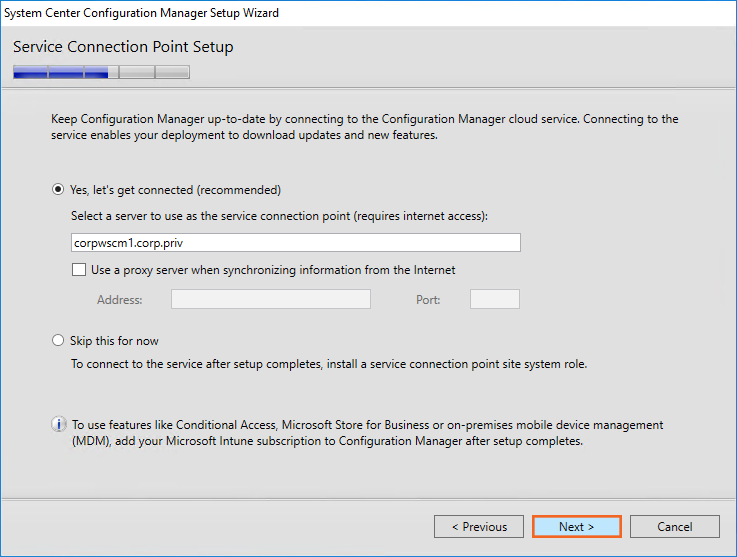 System Center Configuration Manager Setup Wizard
Service Connection Point Setup
Keep Configuration Manager up-to-date by connecting to the Configuration Manager cloud service. Connecting to the
service enables your deployment to download updates and new features.
Yes, let's get connected (recommended)
Select a server to use as the service connection point (requires internet access):
corpwscm1.corp.priv
Use a proxy server when synchronizing information from the Internet
Address: Port:
Skip this for now
To connect to the service after setup completes, install a service connection point site system role.
To use features like Conditional Access, Microsoft Store for Business or on-premises mobile device management
(MDM), add your Microsoft Intune subscription to Configuration Manager after setup completes.
< Previous Next > Cancel